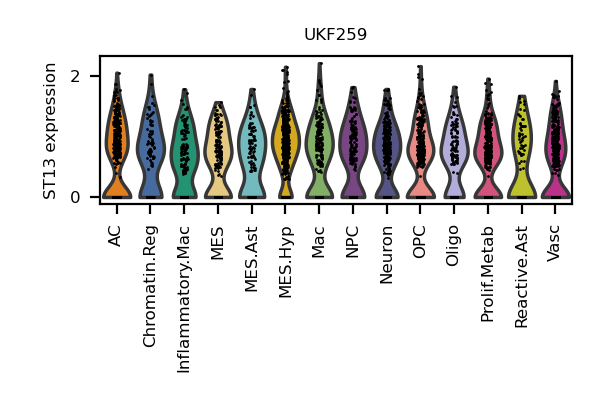 UKF259
ST13 expression
2
0
AC
Chromatin.Reg
Inflammatory.Mac
MES
MES.Ast
MES.Hyp
Mac
NPC
Neuron
OPC
Oligo
Prolif.Metab
Reactive.Ast
Vasc